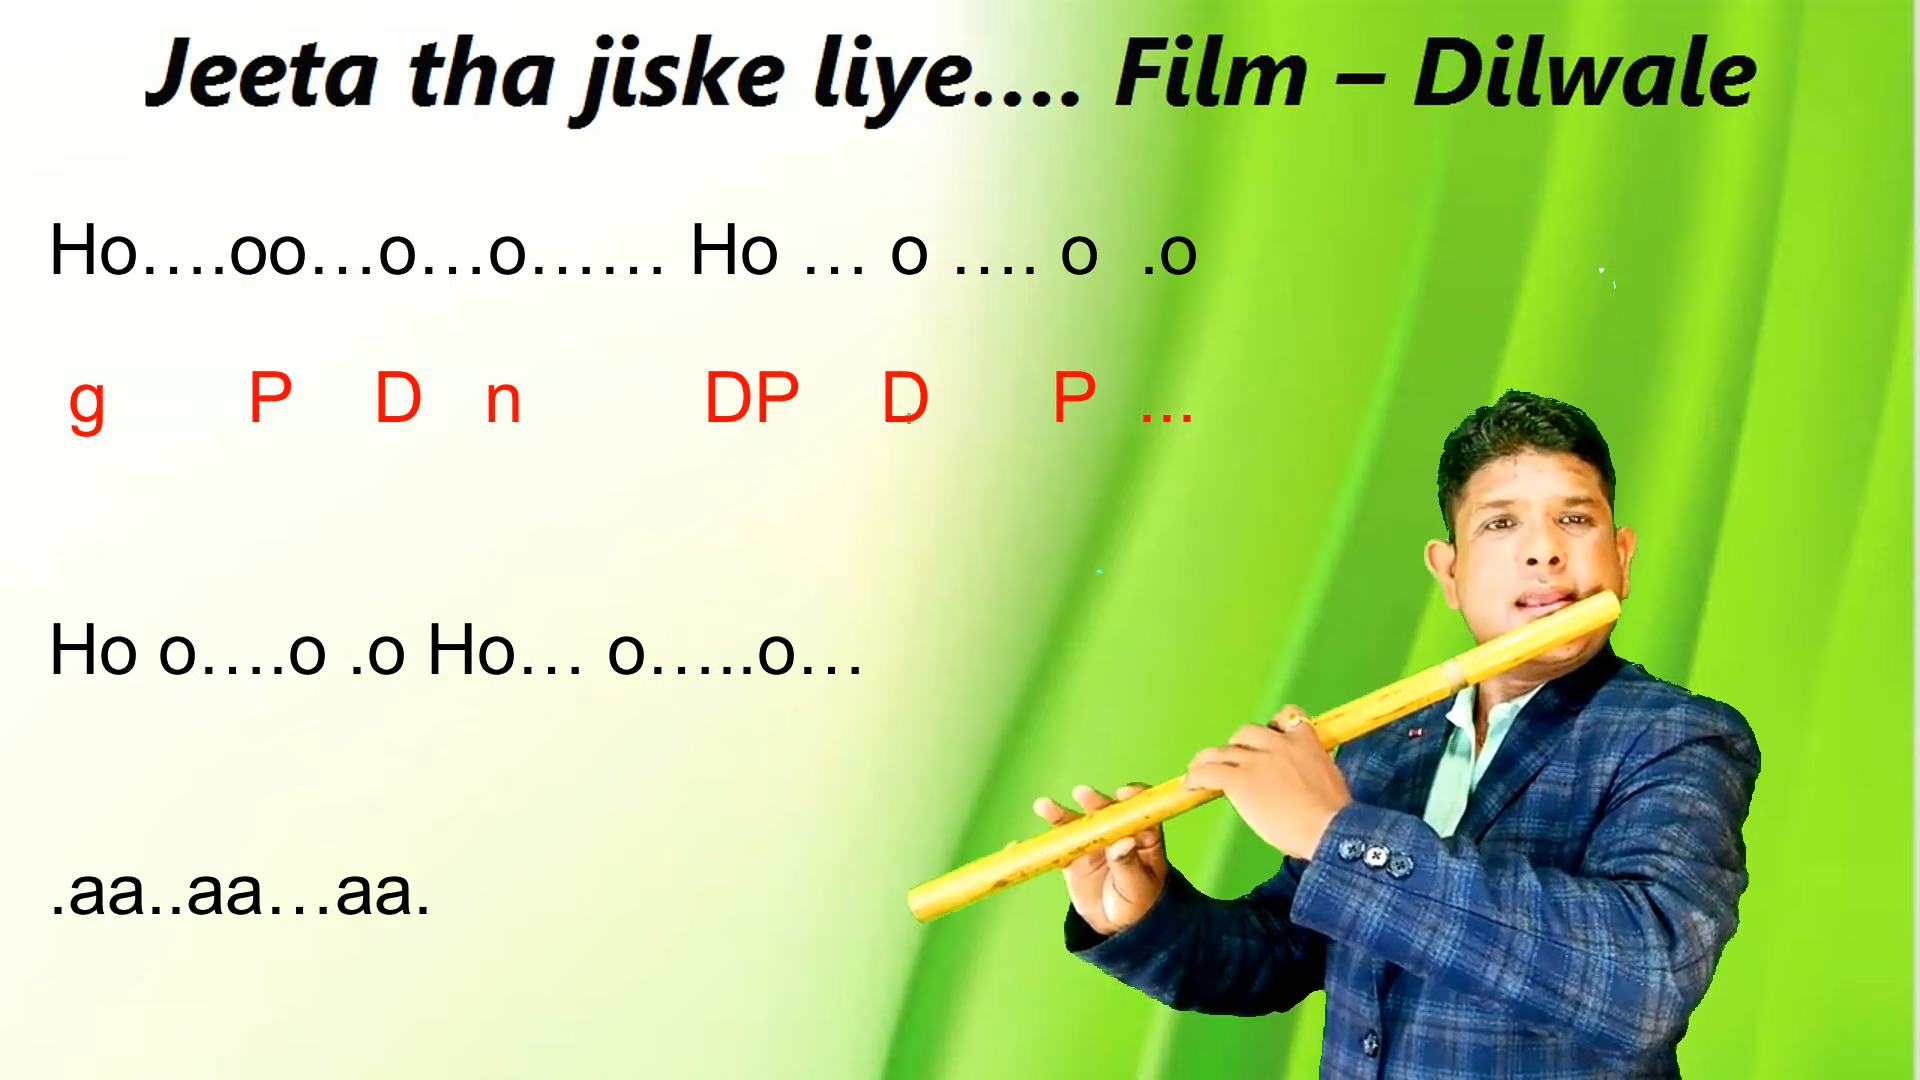 Jeeta tha jiske liye.... Film – Dilwale
Ho….oo…o…o…… Ho … o …. o .o
g P D n DP D P ...
Ho o….o .o Ho… o…..o…
.aa..aa…aa.